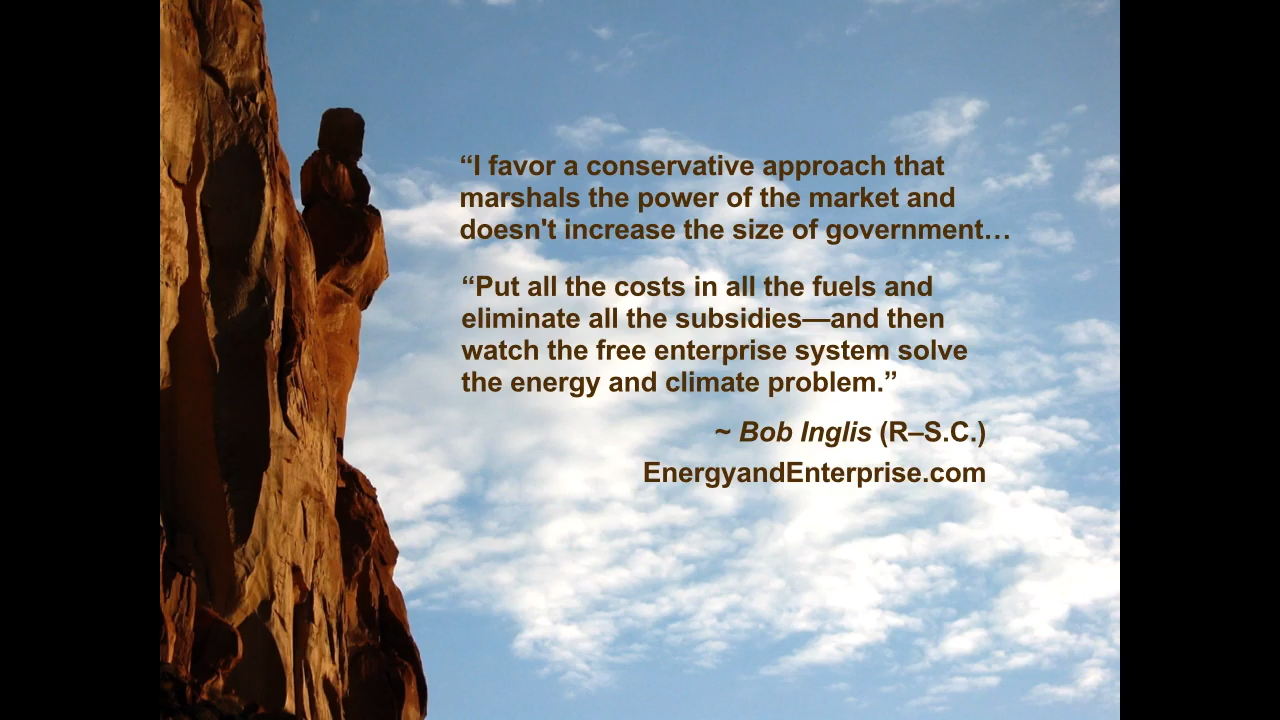 “I favor a conservative approach that
marshals the power of the market and
doesn't increase the size of government…
“Put all the costs in all the fuels and
eliminate all the subsidies—and then
watch the free enterprise system solve
the energy and climate problem.”
~ Bob Inglis (R–S.C.)
EnergyandEnterprise.com